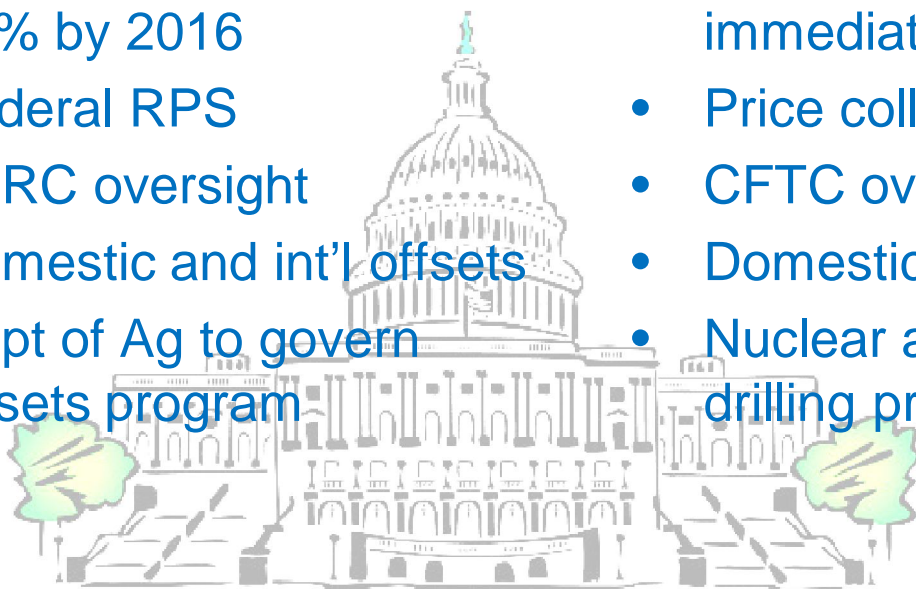 % by 2016
deral RPS
RC oversight
mestic and int'l offsets
pt of Ag to govern
sets program
immediat
• Price coll
• CFTC ov
• Domestic
• Nuclear a
drilling pr